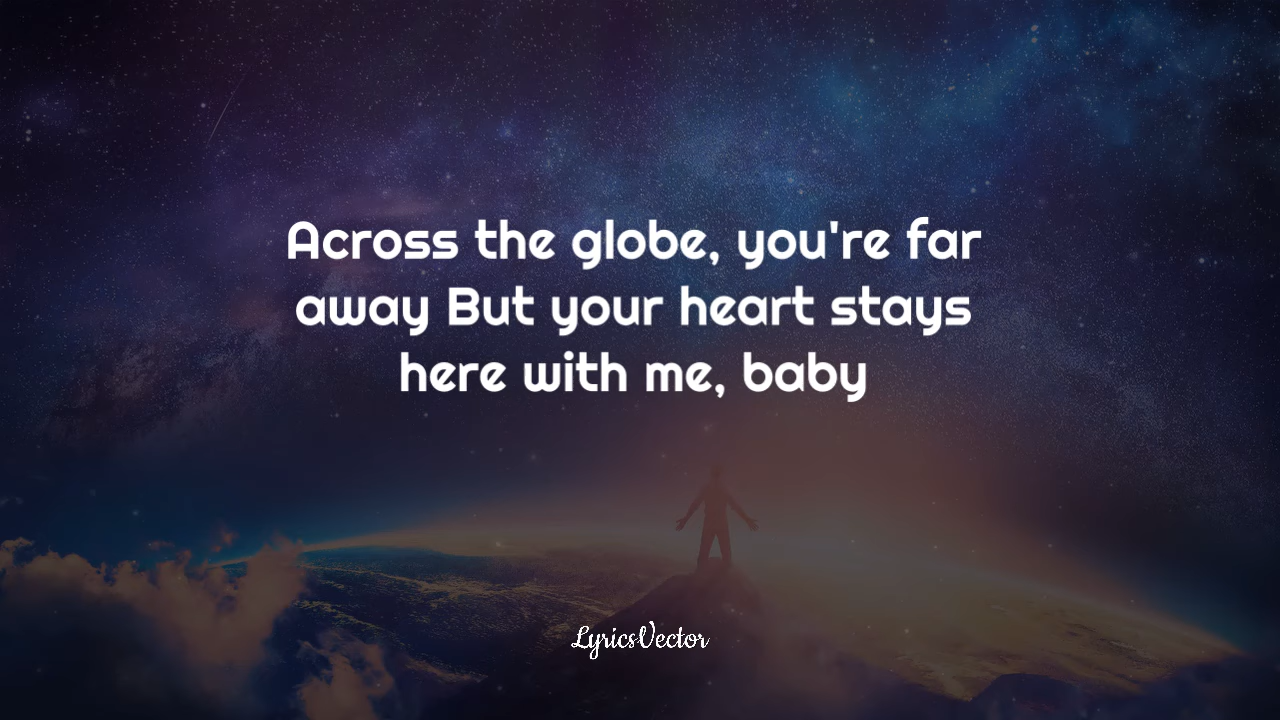 Across the globe, you're far
away But your heart stays
here with me, baby
LyricsVector